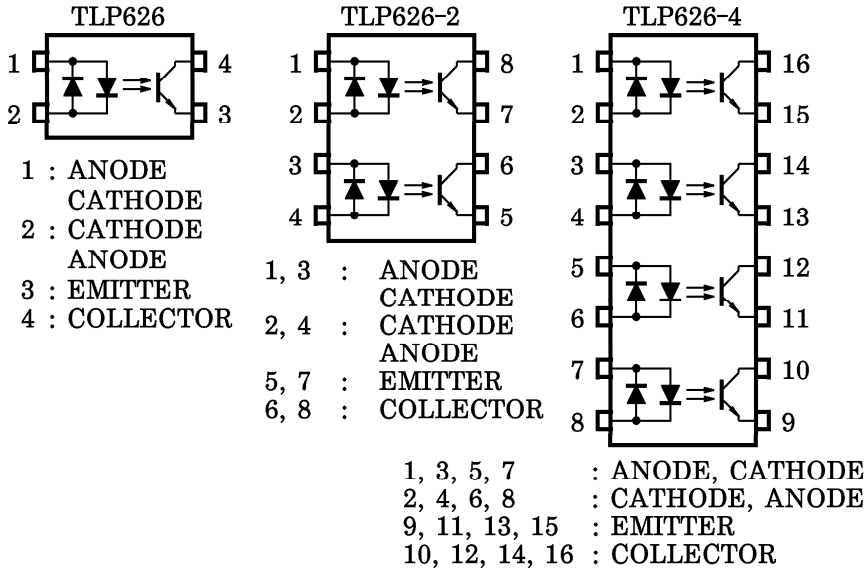 TLP626
1
4
2
3
1 : ANODE
CATHODE
2 : CATHODE
ANODE
3 : EMITTER
4 : COLLECTOR
TLP626-2
1
8
2
7
3
6
4
5
1, 3 : ANODE
CATHODE
2, 4 : CATHODE
ANODE
5, 7 : EMITTER
6, 8 : COLLECTOR
TLP626-4
1
16
2
15
3
14
4
13
5
12
6
11
7
10
8
9
1, 3, 5, 7 : ANODE, CATHODE
2, 4, 6, 8 : CATHODE, ANODE
9, 11, 13, 15 : EMITTER
10, 12, 14, 16 : COLLECTOR